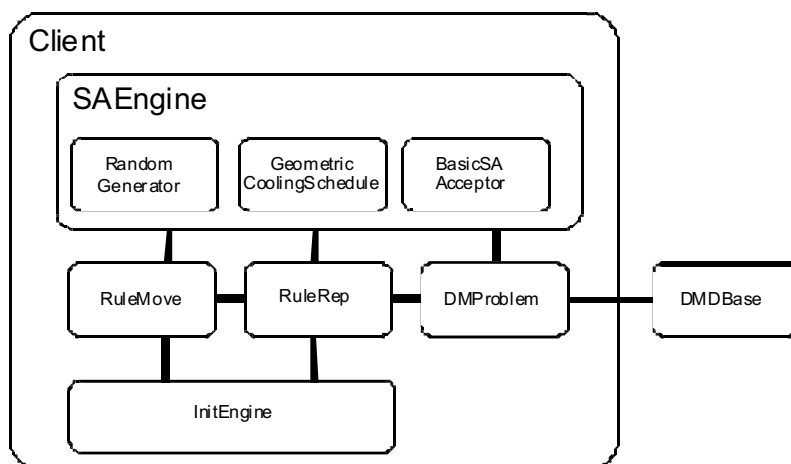 Client
SAEngine
Random
Generator
Geometric
CoolingSchedule
BasicSA
Acceptor
RuleMove
RuleRep
DMProblem
DMDBase
InitEngine